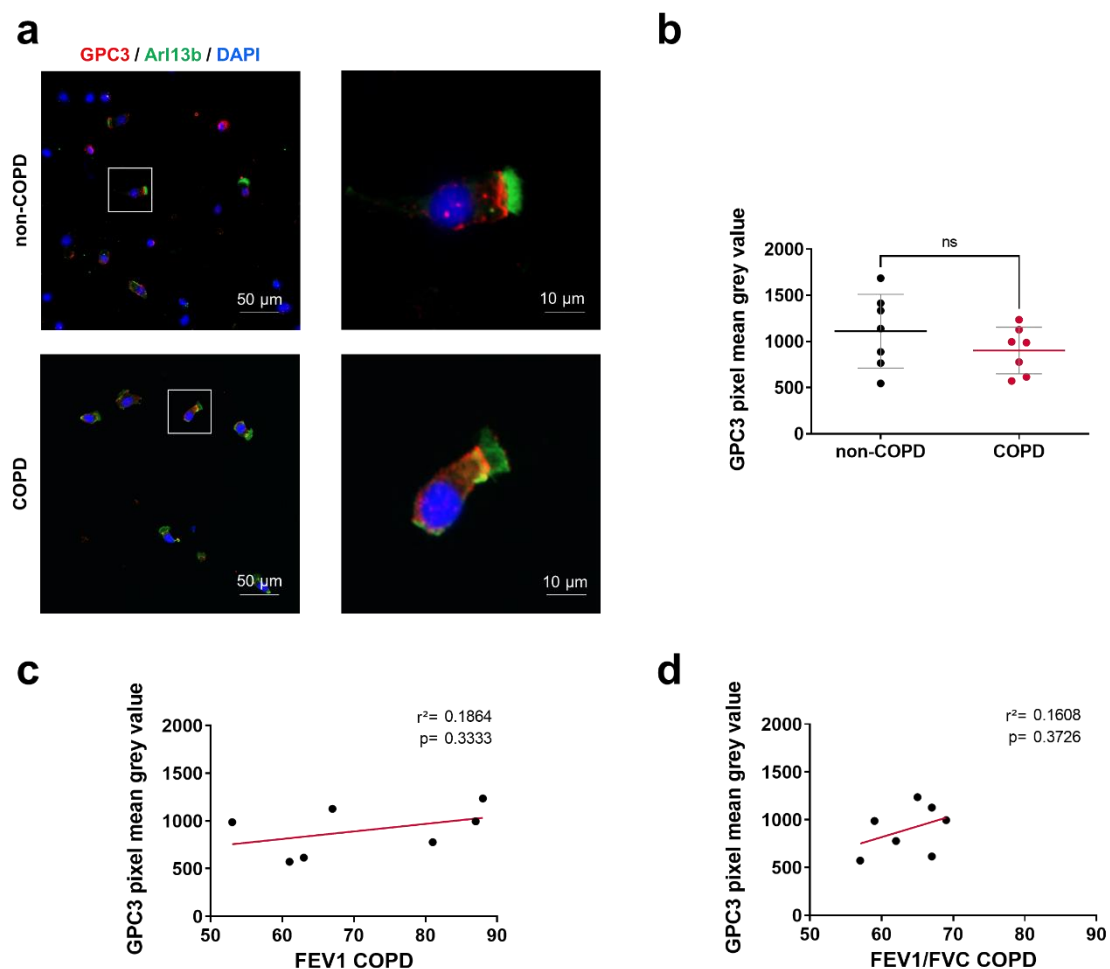 a
GPC3 / Arl13b / DAPI
non-COPD
50 µm
10 µm
COPD
50 µm
10 µm
b
GPC3 pixel mean grey value
2000
1500
1000
500
0
ns
non-COPD
COPD
c
GPC3 pixel mean grey value
2000
1500
1000
500
0
r²= 0.1864
p= 0.3333
50
60
70
80
90
FEV1 COPD
d
GPC3 pixel mean grey value
2000
1500
1000
500
0
r²= 0.1608
p= 0.3726
50
60
70
80
90
FEV1/FVC COPD